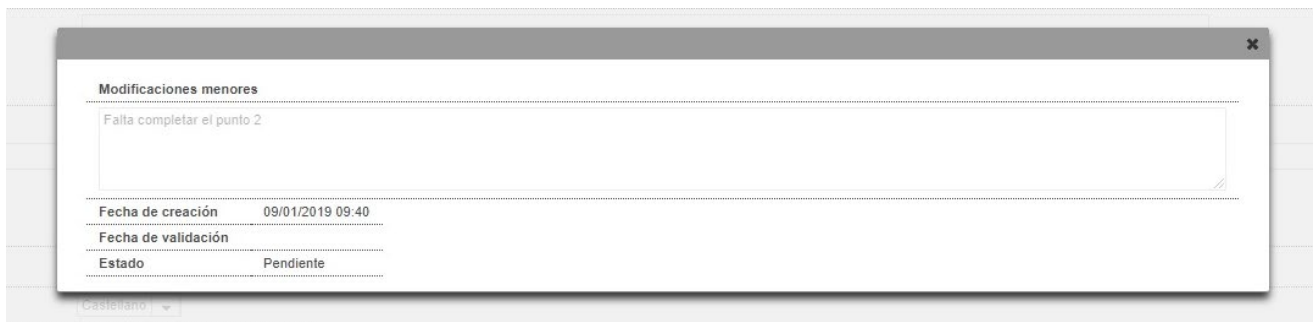 Modificaciones menores
Falta completar el punto 2
Fecha de creación 09/01/2019 09:40
Fecha de validación
Estado Pendiente
Castellano